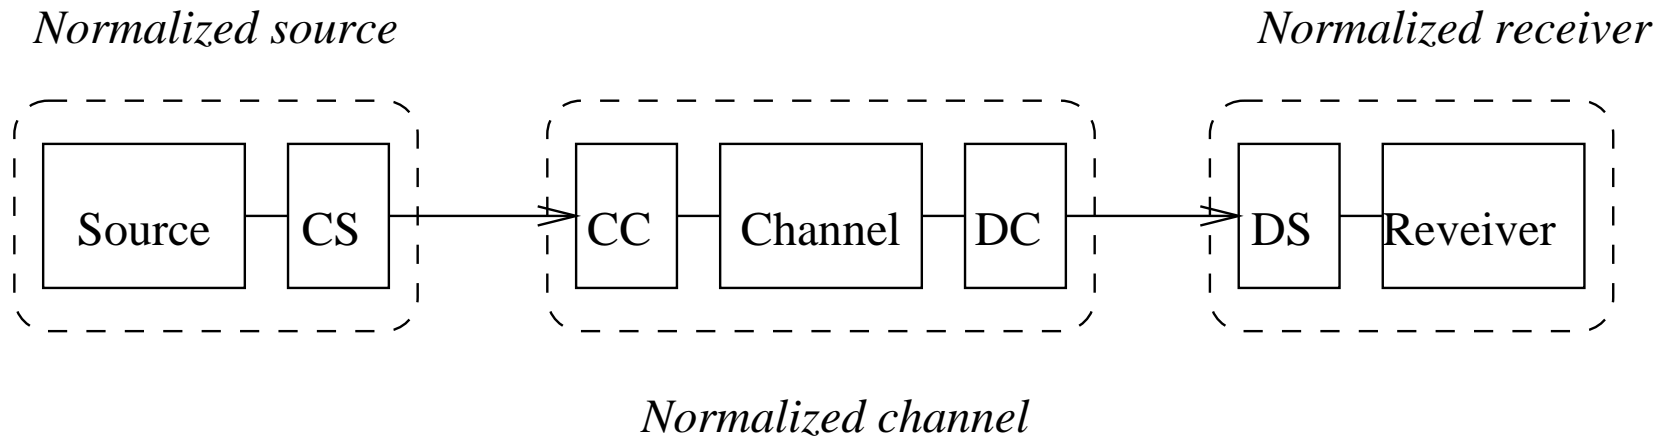 Normalized source
Normalized receiver
Source
CS
CC
Channel
DC
DS
Reveiver
Normalized channel